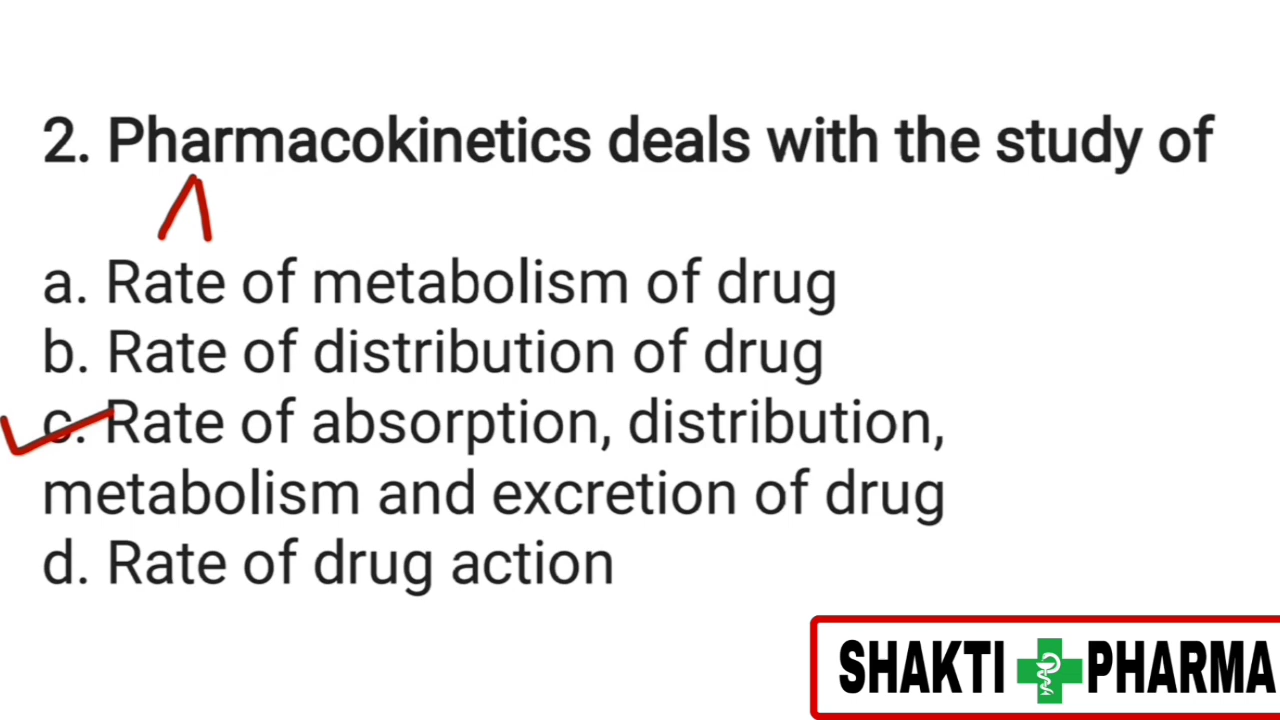 2. Pharmacokinetics deals with the study of
a. Rate of metabolism of drug
b. Rate of distribution of drug
c. Rate of absorption, distribution,
metabolism and excretion of drug
d. Rate of drug action
SHAKTI PHARMA